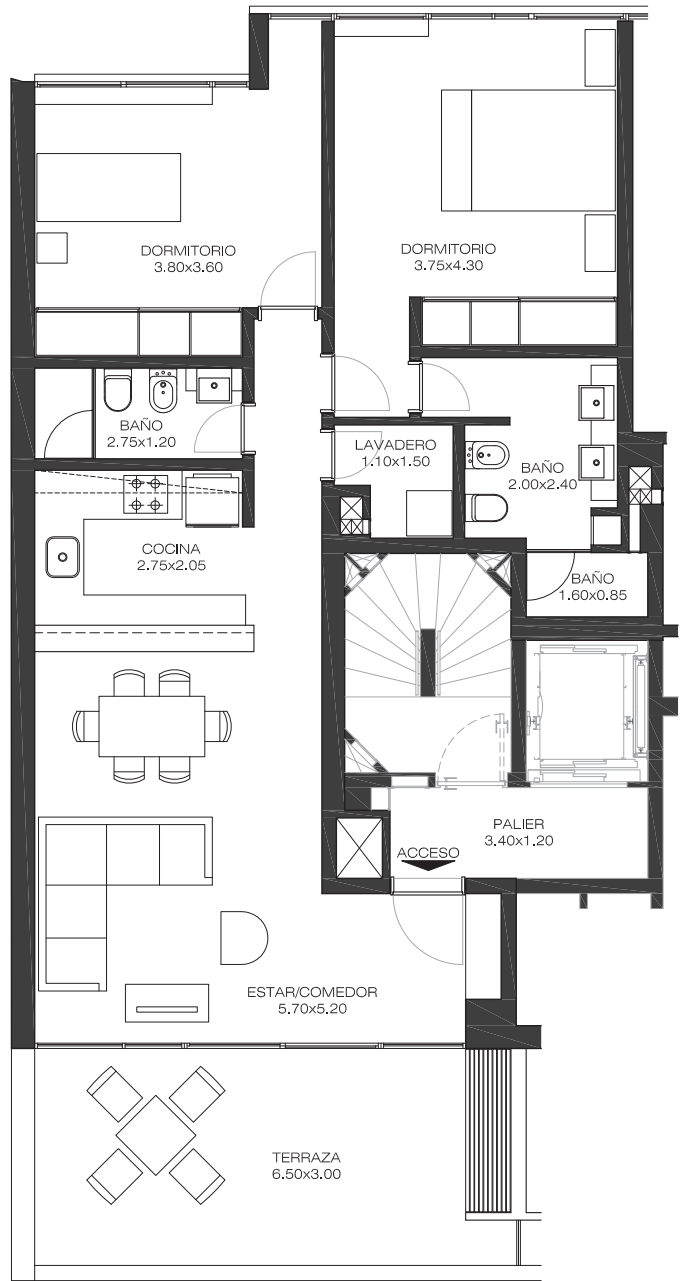 DORMITORIO
3.80x3.60
DORMITORIO
3.75x4.30
BAÑO
2.75x1.20
LAVADERO
1.10x1.50
BAÑO
2.00x2.40
COCINA
2.75x2.05
BAÑO
1.60x0.85
PALIER
3.40x1.20
ACCESO
ESTAR/COMEDOR
5.70x5.20
TERRAZA
6.50x3.00